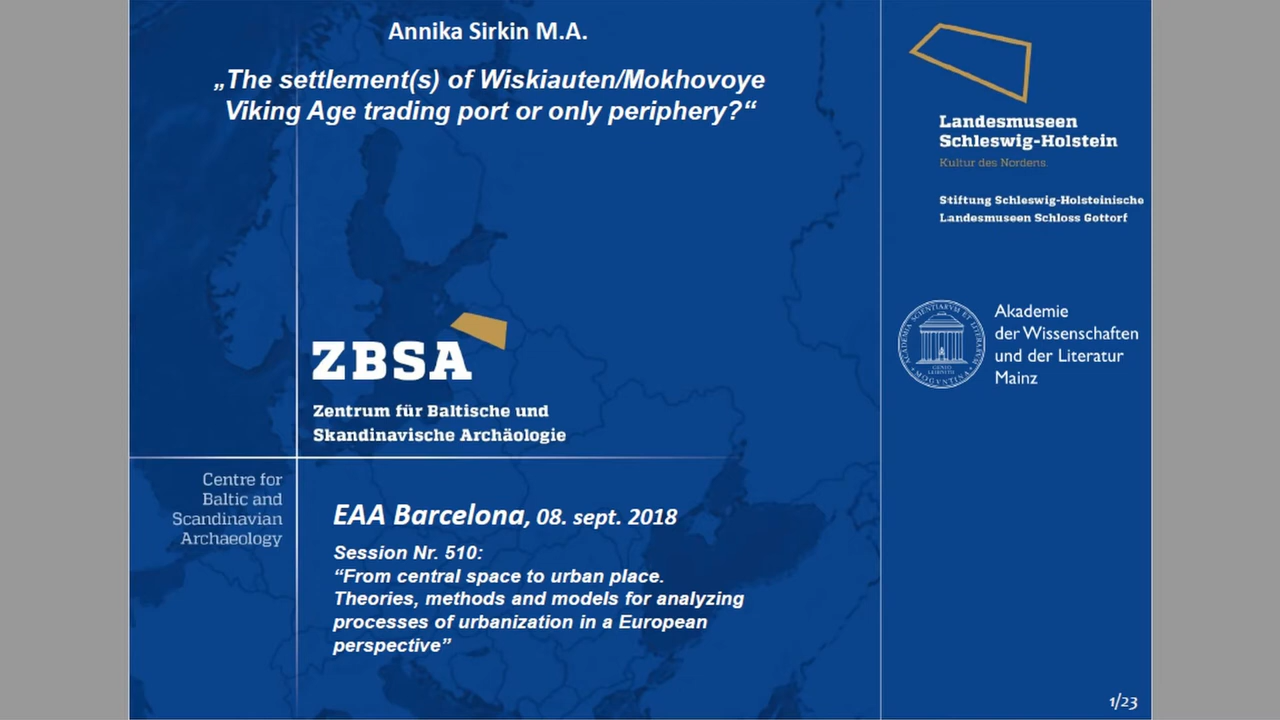 Annika Sirkin M.A.
„The settlement(s) of Wiskiauten/Mokhovoye
Viking Age trading port or only periphery?“
Landesmuseen
Schleswig-Holstein
Kultur des Nordens.
Stiftung Schleswig-Holsteinische
Landesmuseen Schloss Gottorf
ZBSA
Zentrum für Baltische und
Skandinavische Archäologie
Centre for
Baltic and
Scandinavian
Archaeology
Akademie
der Wissenschaften
und der Literatur
Mainz
EAA Barcelona, 08. sept. 2018
Session Nr. 510:
“From central space to urban place.
Theories, methods and models for analyzing
processes of urbanization in a European
perspective”
1/23